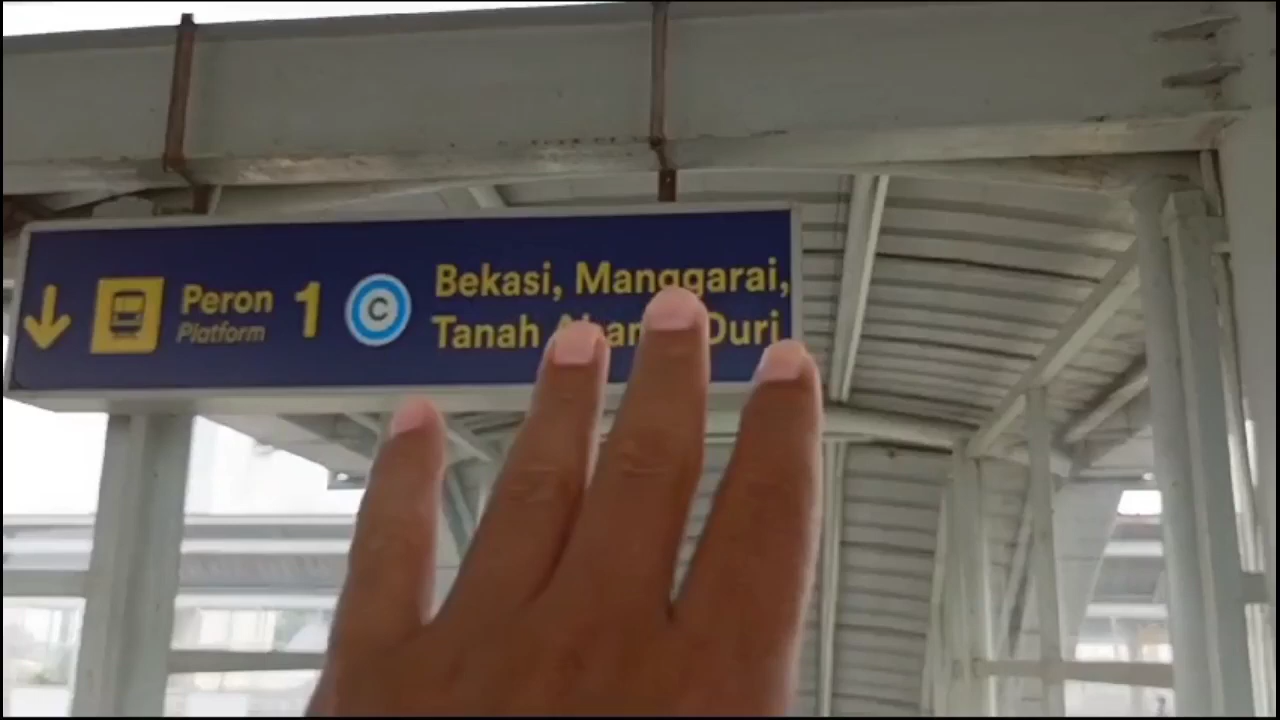 Peron
Platform
1
C
Bekasi, Manggarai,
Tanah Duri